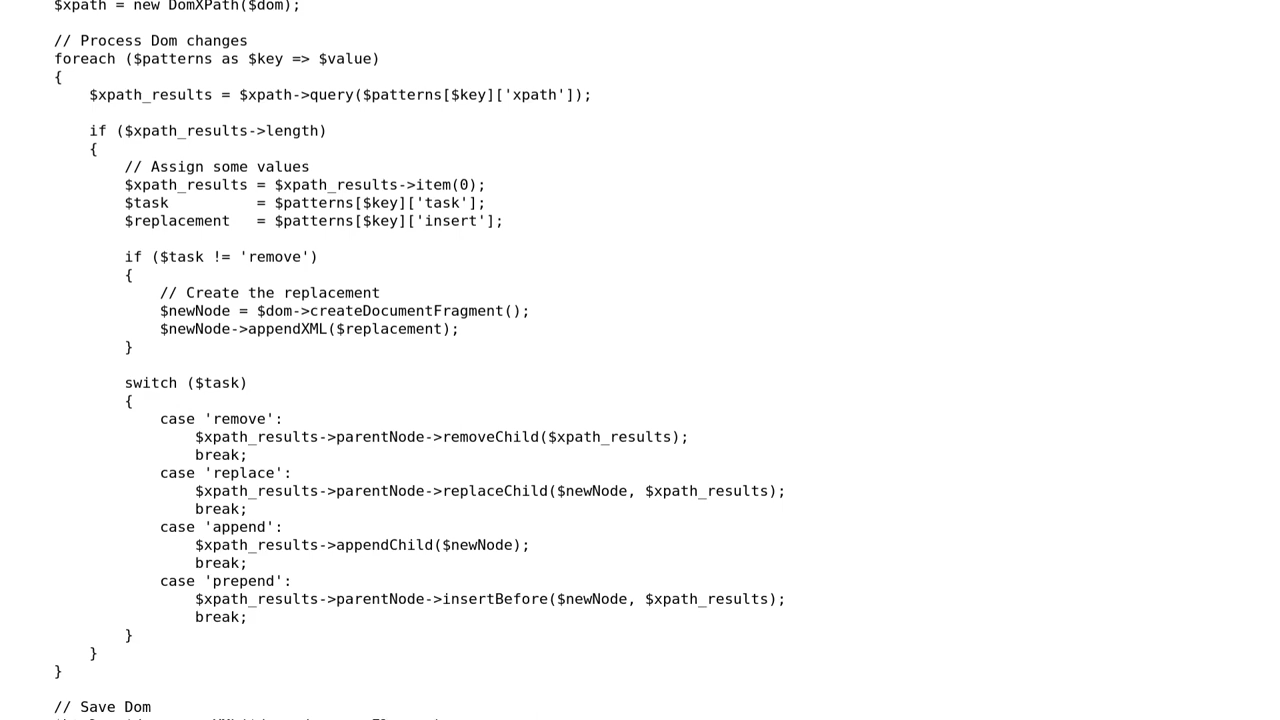 $xpath = new DomXPath($dom);

// Process Dom changes
foreach ($patterns as $key => $value)
{
    $xpath_results = $xpath->query($patterns[$key]['xpath']);

    if ($xpath_results->length)
    {
        // Assign some values
        $xpath_results = $xpath_results->item(0);
        $task          = $patterns[$key]['task'];
        $replacement   = $patterns[$key]['insert'];

        if ($task != 'remove')
        {
            // Create the replacement
            $newNode = $dom->createDocumentFragment();
            $newNode->appendXML($replacement);
        }

        switch ($task)
        {
            case 'remove':
                $xpath_results->parentNode->removeChild($xpath_results);
                break;
            case 'replace':
                $xpath_results->parentNode->replaceChild($newNode, $xpath_results);
                break;
            case 'append':
                $xpath_results->appendChild($newNode);
                break;
            case 'prepend':
                $xpath_results->parentNode->insertBefore($newNode, $xpath_results);
                break;
        }
    }
}

// Save Dom